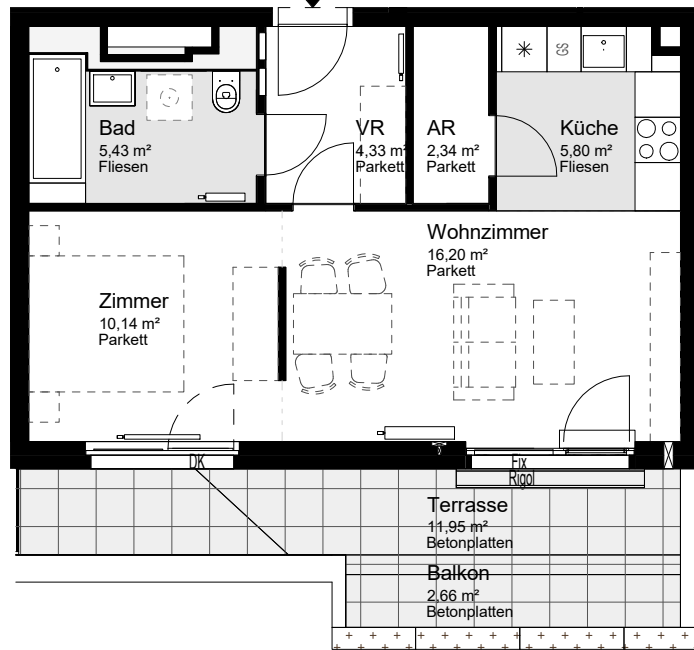 GS
Bad
5,43 m²
Fliesen
VR
4,33 m²
Parkett
AR
2,34 m²
Parkett
Küche
5,80 m²
Fliesen
Wohnzimmer
16,20 m²
Parkett
Zimmer
10,14 m²
Parkett
DK
Fix
Rigol
Terrasse
11,95 m²
Betonplatten
Balkon
2,66 m²
Betonplatten